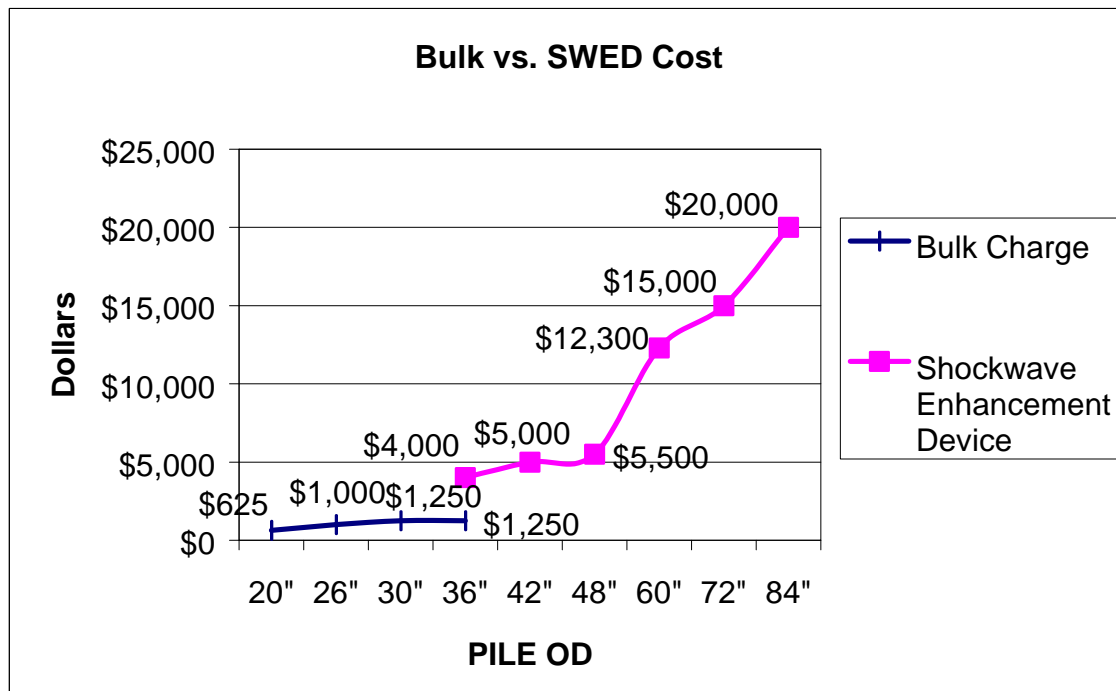 Bulk vs. SWED Cost
Dollars
$25,000
$20,000
$15,000
$10,000
$5,000
$0
$20,000
$15,000
$12,300
$4,000
$5,000
$5,500
$625
$1,000
$1,250
$1,250
20" 26" 30" 36" 42" 48" 60" 72" 84"
PILE OD
Bulk Charge
Shockwave
Enhancement
Device